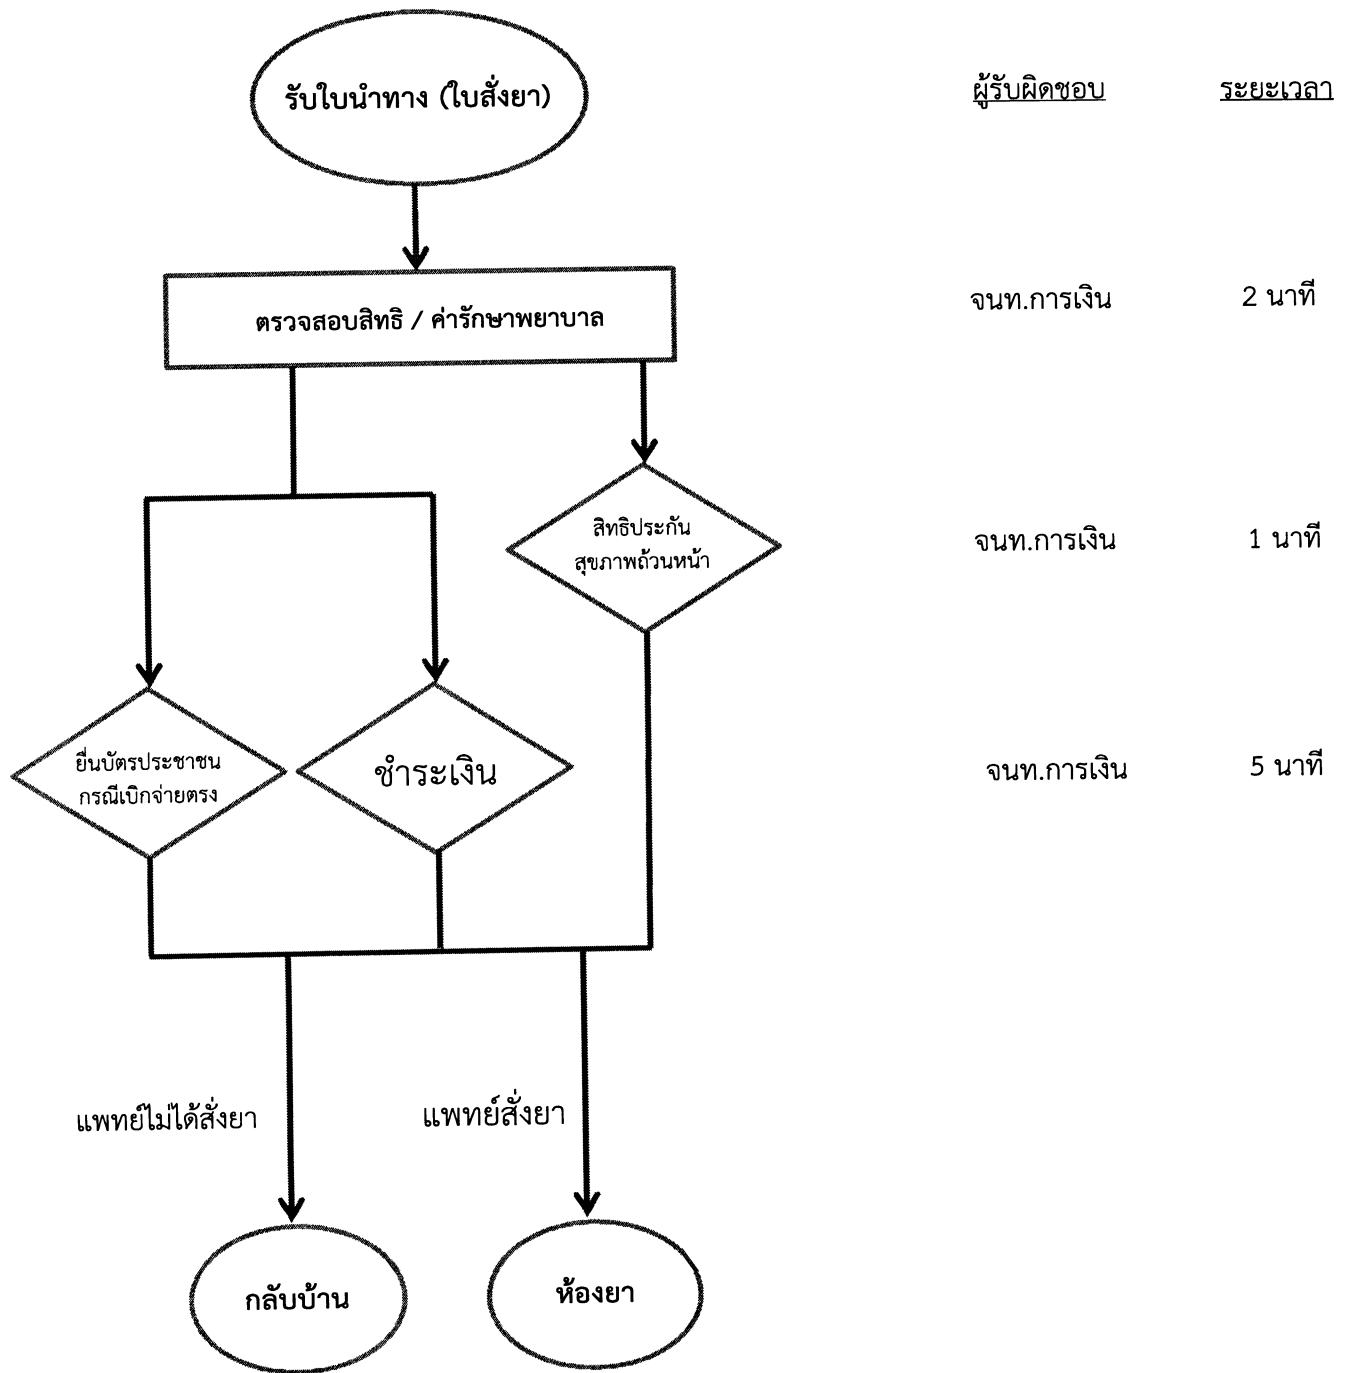 รับใบนำทาง (ใบสั่งยา)
ผู้รับผิดชอบ
ระยะเวลา
ตรวจสอบสิทธิ / ค่ารักษาพยาบาล
จนท.การเงิน
2 นาที
สิทธิประกัน
สุขภาพถ้วนหน้า
จนท.การเงิน
1 นาที
ยื่นบัตรประชาชน
กรณีเบิกจ่ายตรง
ชำระเงิน
จนท.การเงิน
5 นาที
แพทย์ไม่ได้สั่งยา
แพทย์สั่งยา
กลับบ้าน
ห้องยา